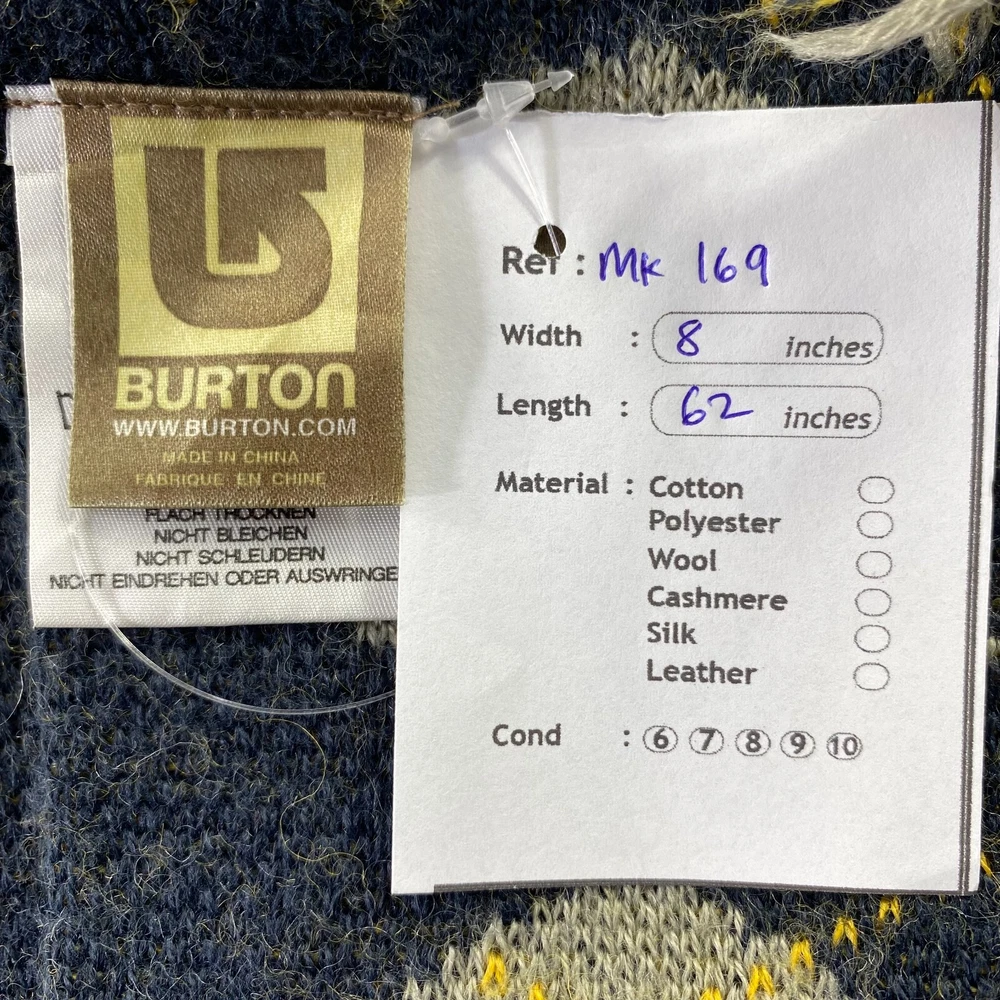 BURTON
WWW.BURTON.COM
MADE IN CHINA
FABRIQUE EN CHINE
FLACH TROCKNEN
NICHT BLEICHEN
NICHT SCHLEUDERN
NICHT EINDREHEN ODER AUSWRINGE
Ref : MK 169
Width : 8 inches
Length : 62 inches
Material : Cotton
Polyester
Wool
Cashmere
Silk
Leather
Cond : 6 7 8 9 10